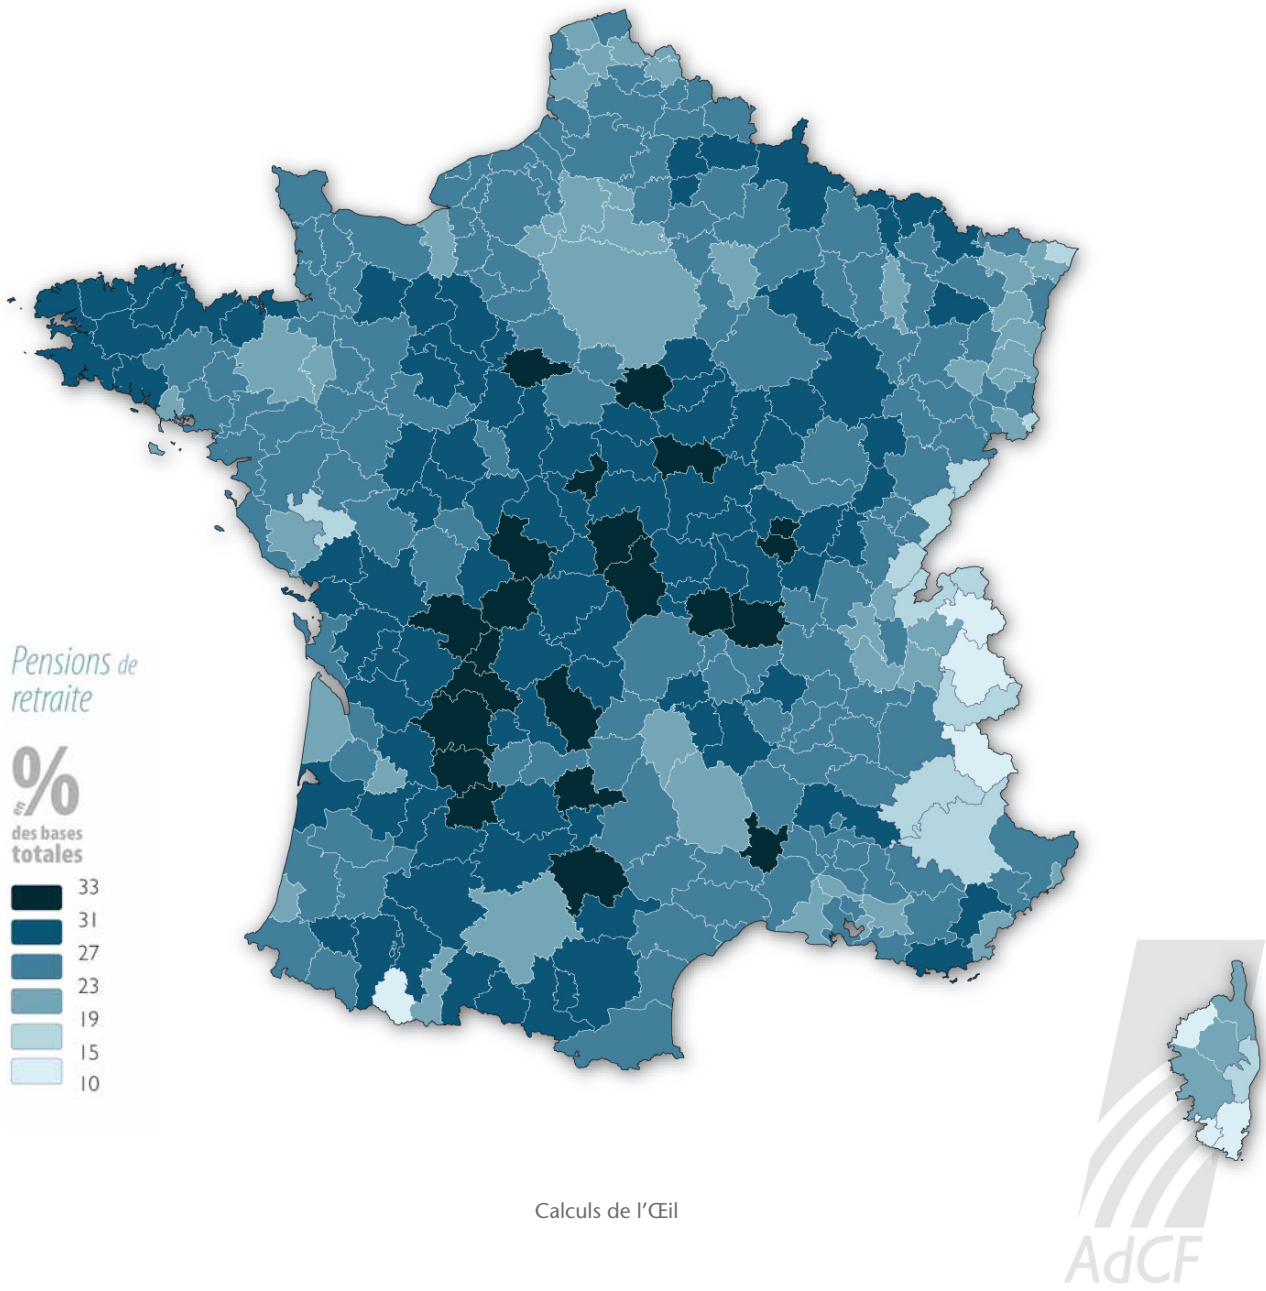 Pensions de
retraite
%
en
des bases
totales
33
31
27
23
19
15
10
Calculs de l'Œil
AdCF